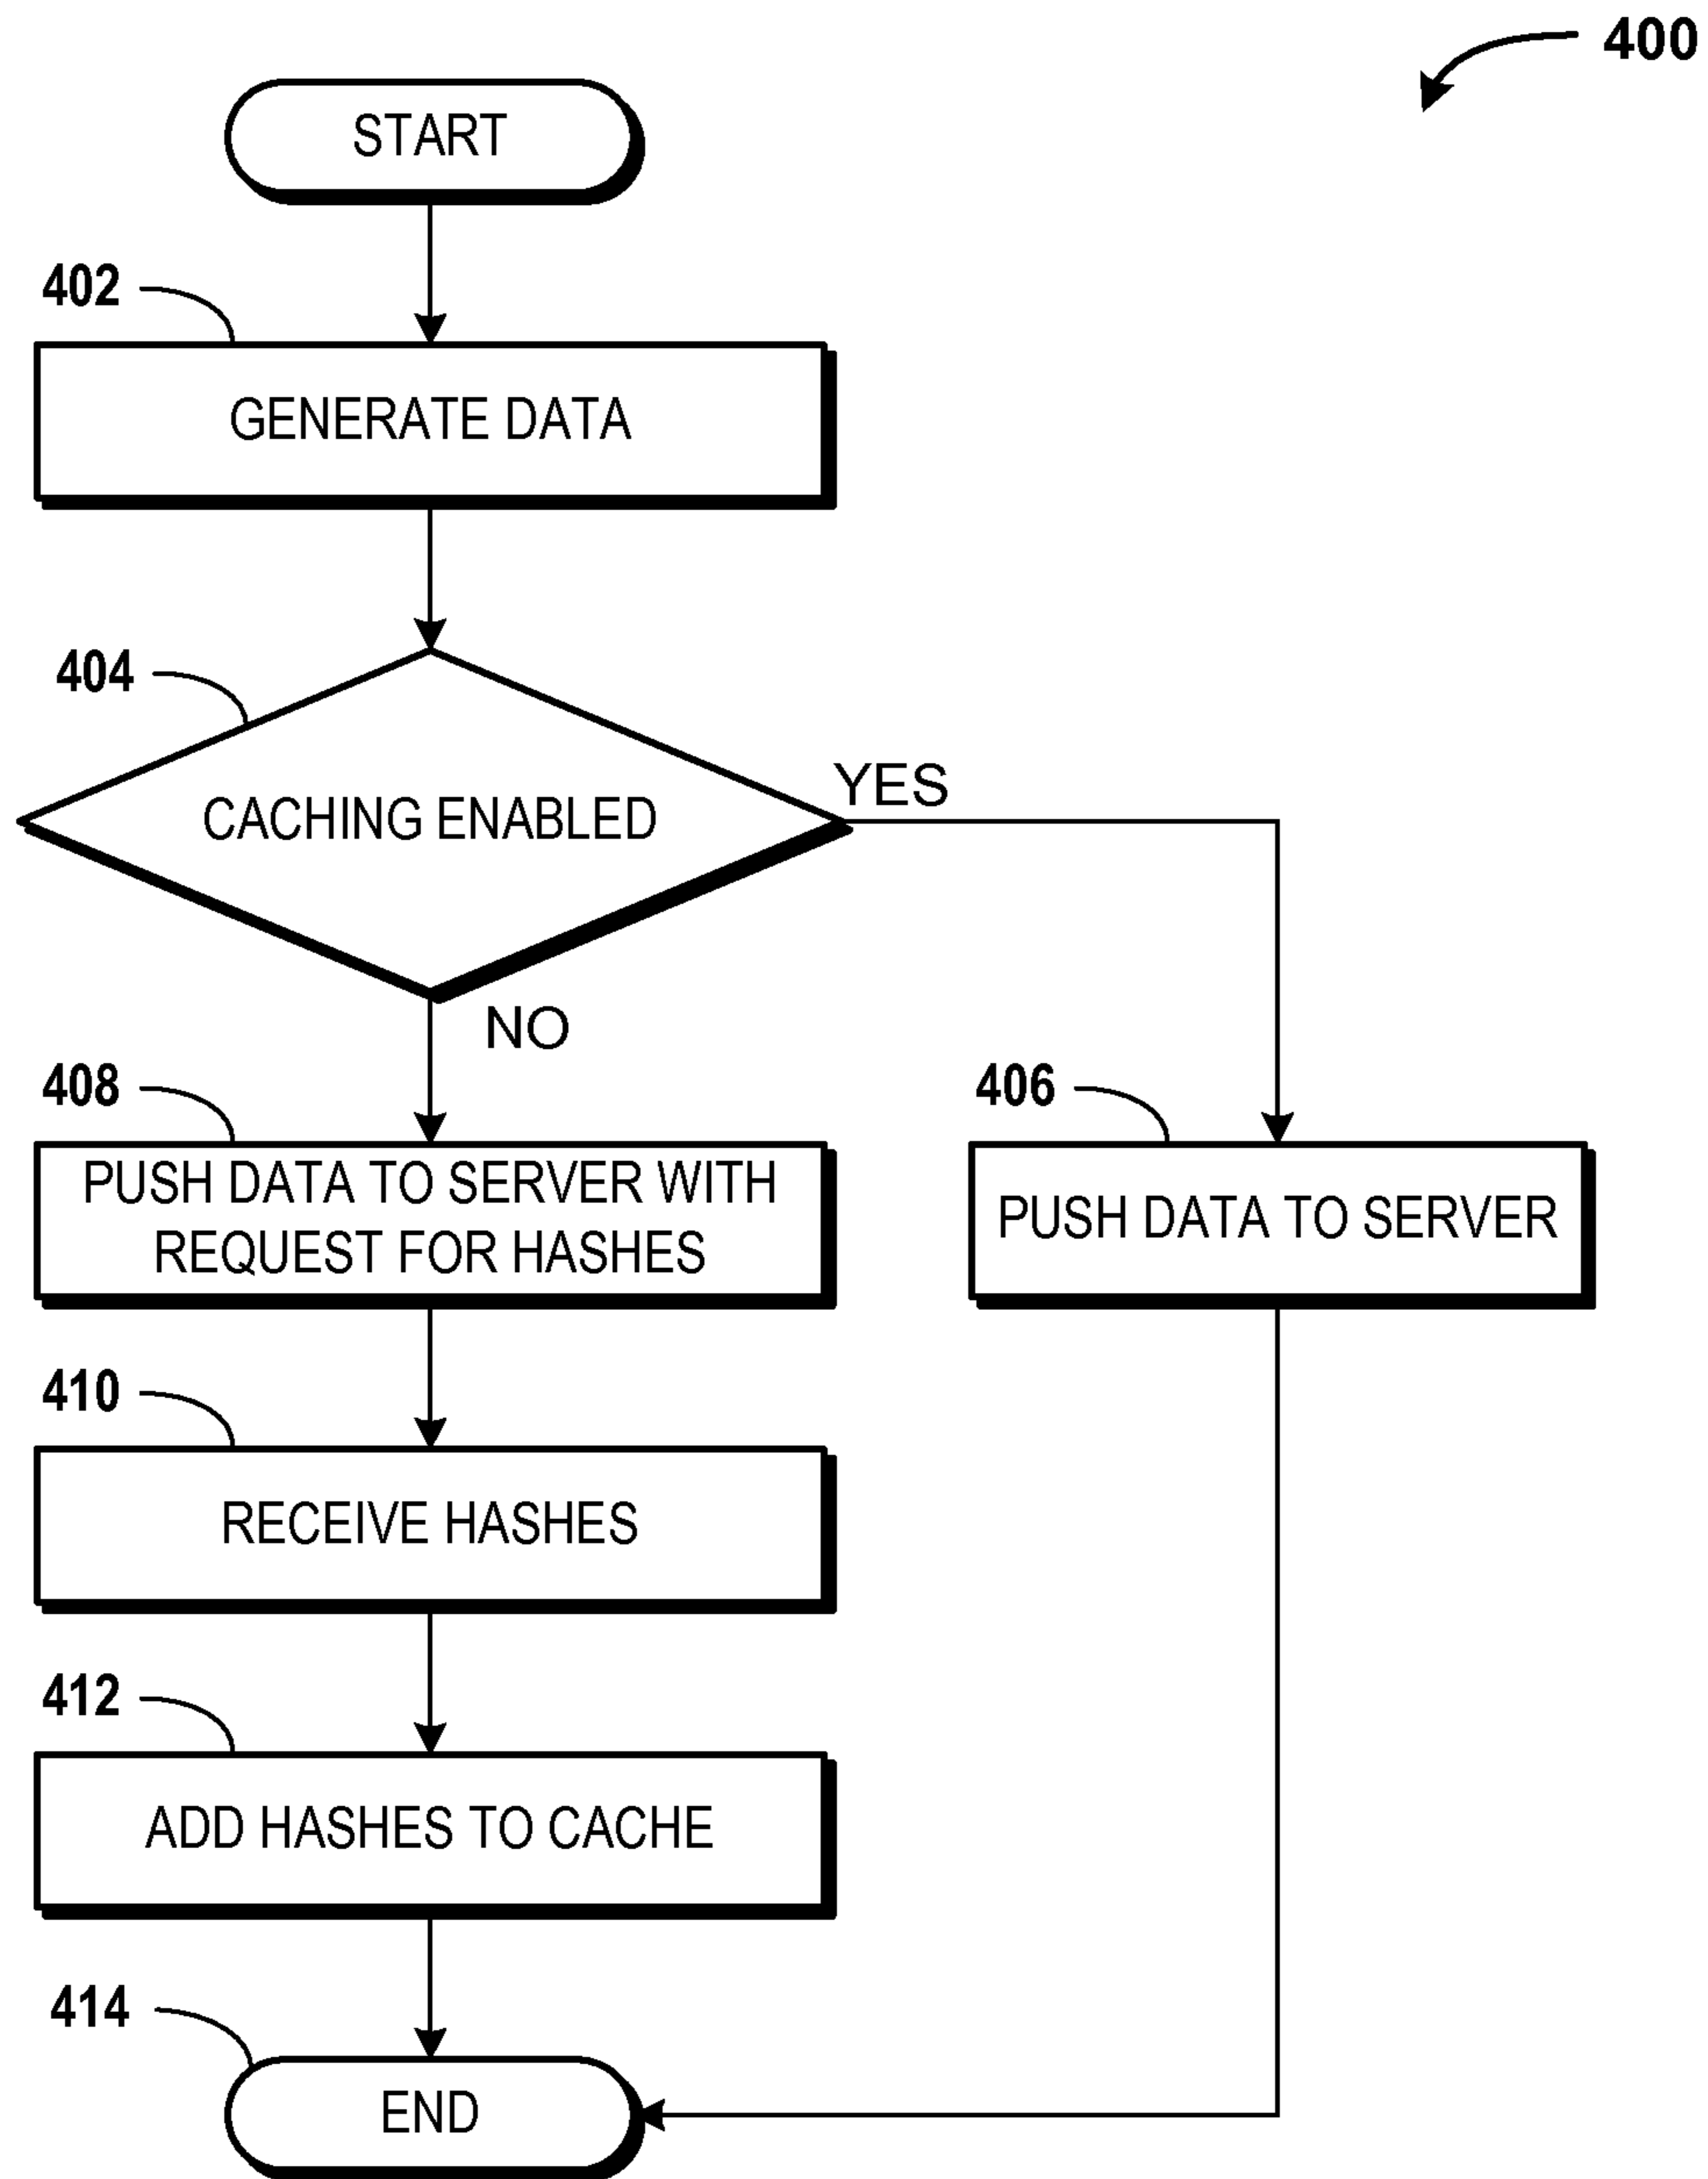 400
START
402
GENERATE DATA
404
CACHING ENABLED
YES
NO
408
PUSH DATA TO SERVER WITH
REQUEST FOR HASHES
406
PUSH DATA TO SERVER
410
RECEIVE HASHES
412
ADD HASHES TO CACHE
414
END